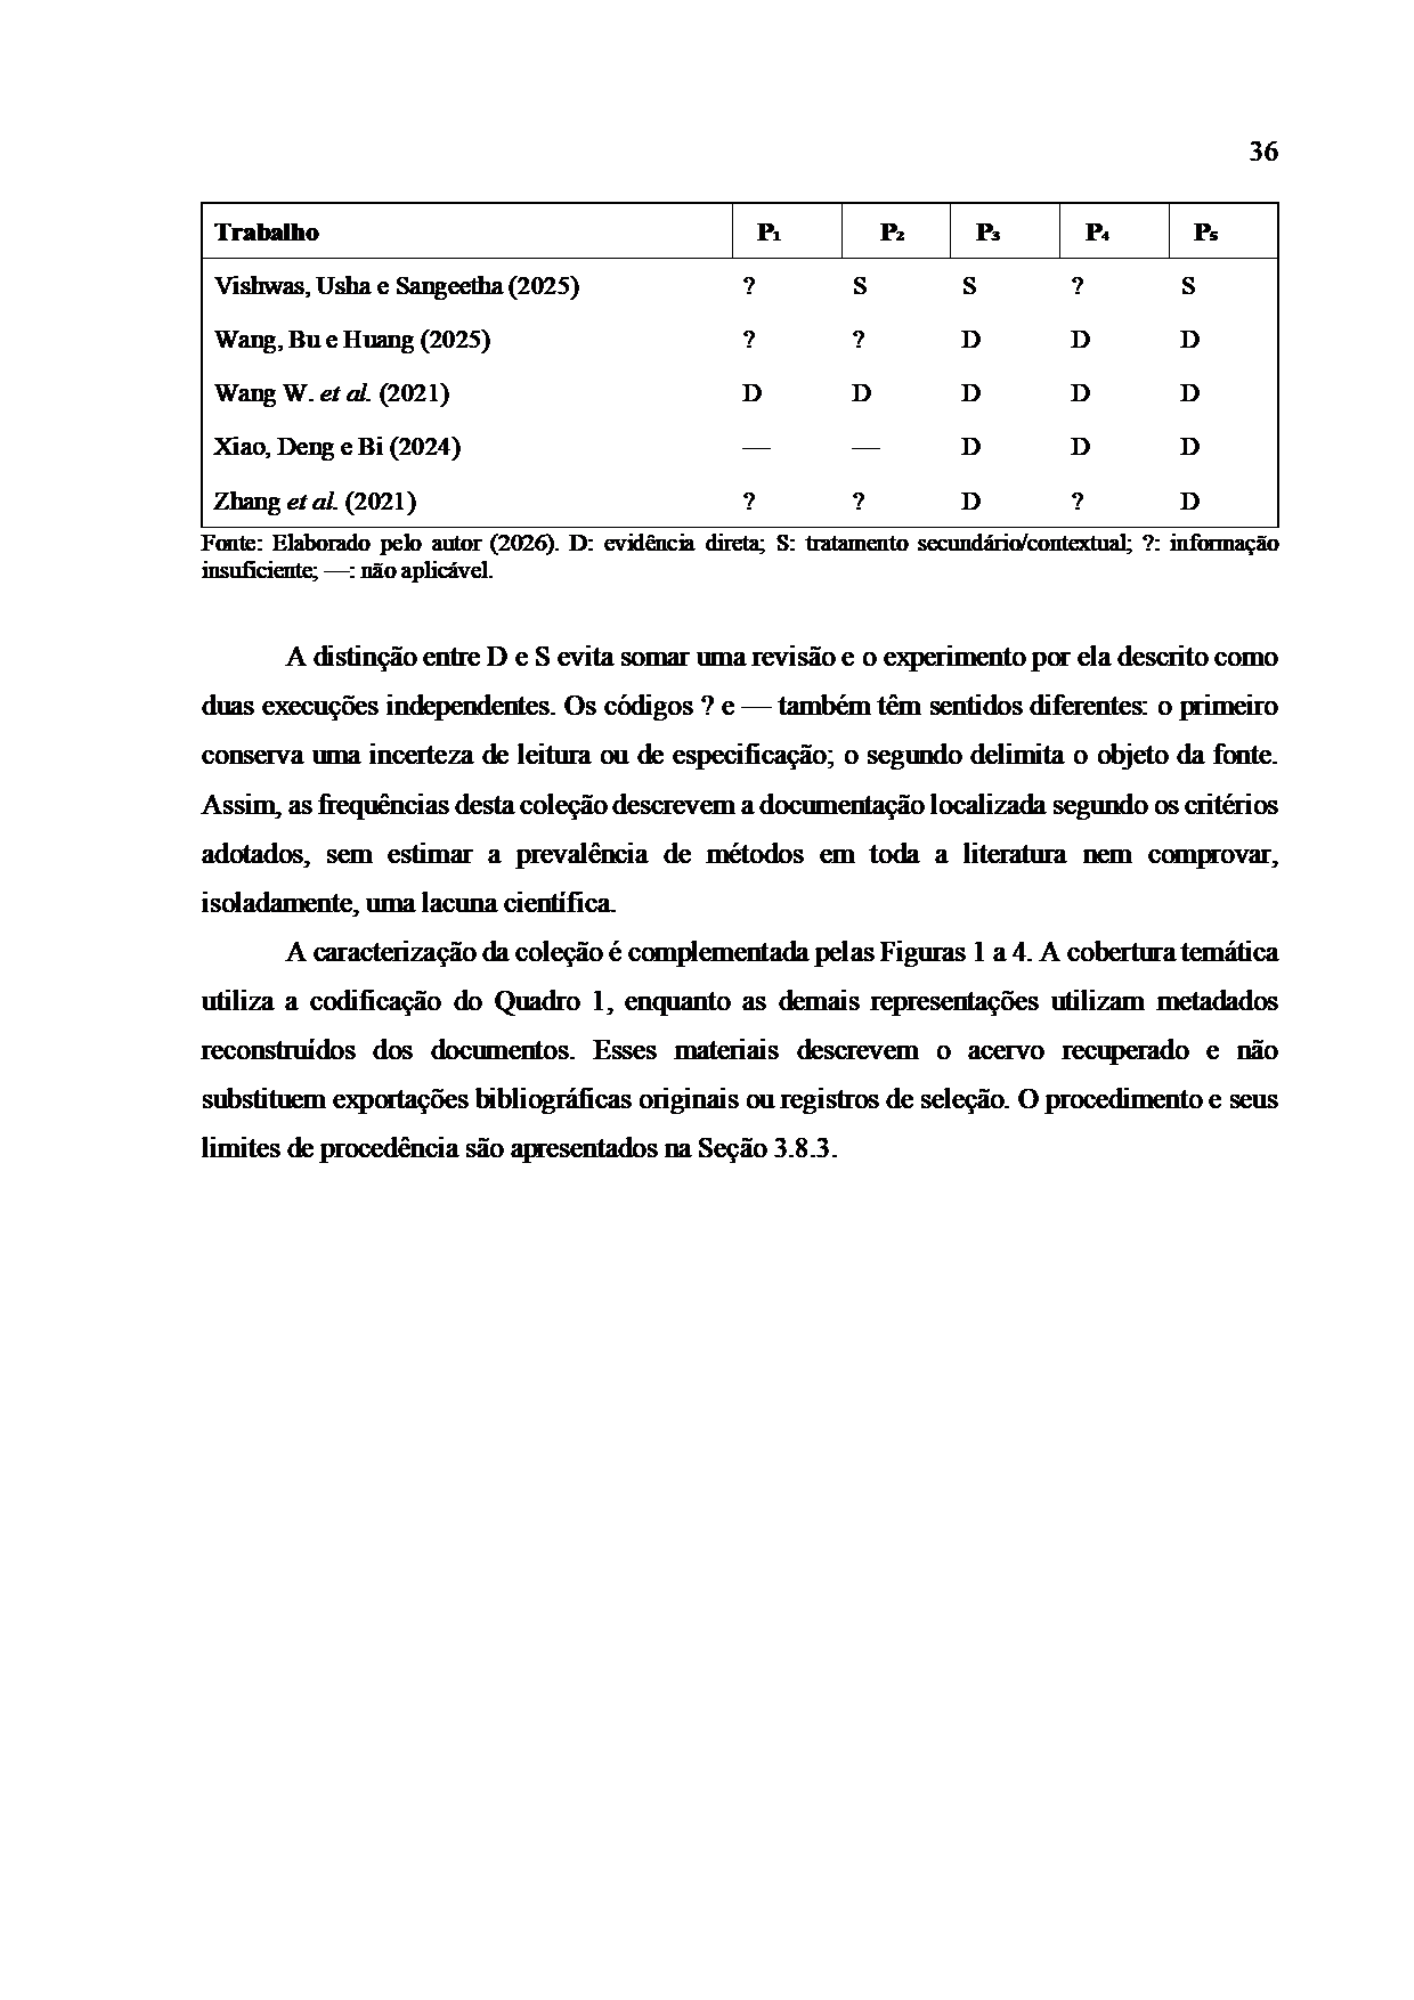 36
Trabalho P₁ P₂ P₃ P₄ P₅
Vishwas, Usha e Sangeetha (2025) ? S S ? S
Wang, Bu e Huang (2025) ? ? D D D
Wang W. et al. (2021) D D D D D
Xiao, Deng e Bi (2024) — — D D D
Zhang et al. (2021) ? ? D ? D
Fonte: Elaborado pelo autor (2026). D: evidência direta; S: tratamento secundário/contextual; ?: informação
insuficiente; —: não aplicável.
A distinção entre D e S evita somar uma revisão e o experimento por ela descrito como
duas execuções independentes. Os códigos ? e — também têm sentidos diferentes: o primeiro
conserva uma incerteza de leitura ou de especificação; o segundo delimita o objeto da fonte.
Assim, as frequências desta coleção descrevem a documentação localizada segundo os critérios
adotados, sem estimar a prevalência de métodos em toda a literatura nem comprovar,
isoladamente, uma lacuna científica.
A caracterização da coleção é complementada pelas Figuras 1 a 4. A cobertura temática
utiliza a codificação do Quadro 1, enquanto as demais representações utilizam metadados
reconstruídos dos documentos. Esses materiais descrevem o acervo recuperado e não
substituem exportações bibliográficas originais ou registros de seleção. O procedimento e seus
limites de procedência são apresentados na Seção 3.8.3.